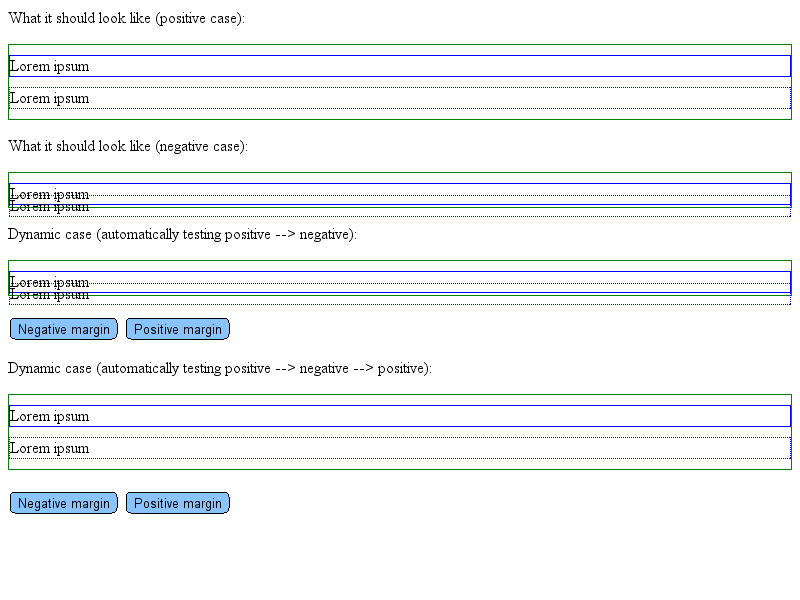 What it should look like (positive case):
Lorem ipsum
Lorem ipsum
What it should look like (negative case):
Lorem ipsum
Lorem ipsum
Dynamic case (automatically testing positive --> negative):
Lorem ipsum
Lorem ipsum
Negative margin Positive margin
Dynamic case (automatically testing positive --> negative --> positive):
Lorem ipsum
Lorem ipsum
Negative margin Positive margin